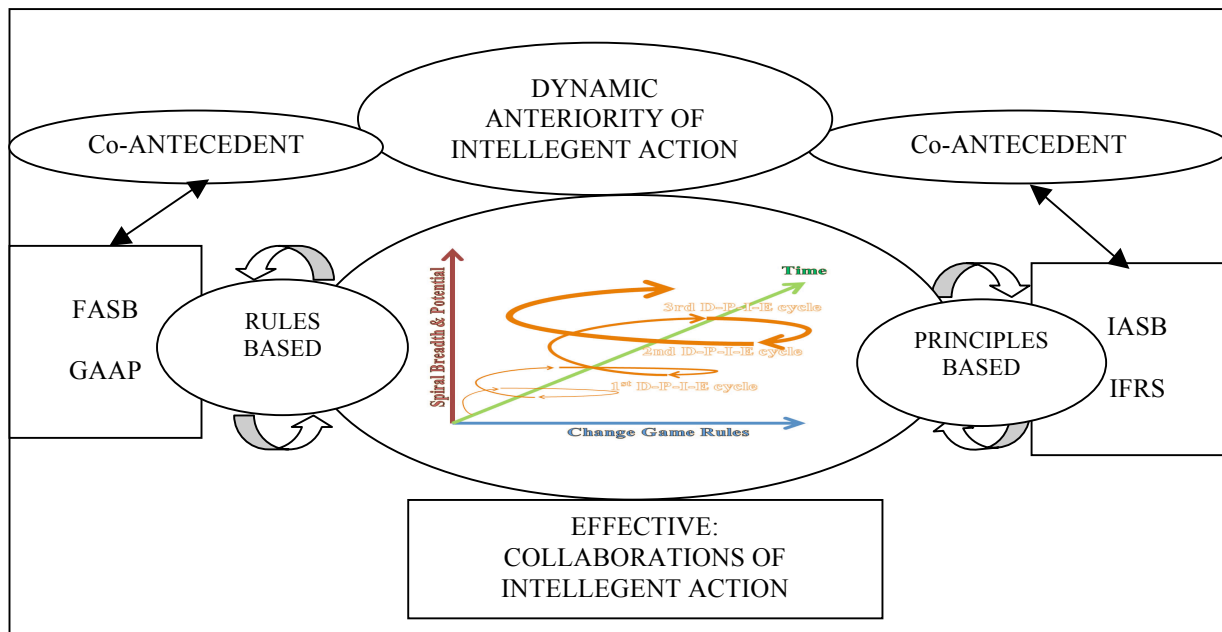 DYNAMIC
ANTERIORITY OF
INTELLEGENT ACTION
Co-ANTECEDENT
Co-ANTECEDENT
FASB
GAAP
RULES
BASED
Spiral Breadth & Potential
Time
3rd D-P-I-E cycle
2nd D-P-I-E cycle
1st D-P-I-E cycle
Change Game Rules
PRINCIPLES
BASED
IASB
IFRS
EFFECTIVE:
COLLABORATIONS OF
INTELLEGENT ACTION